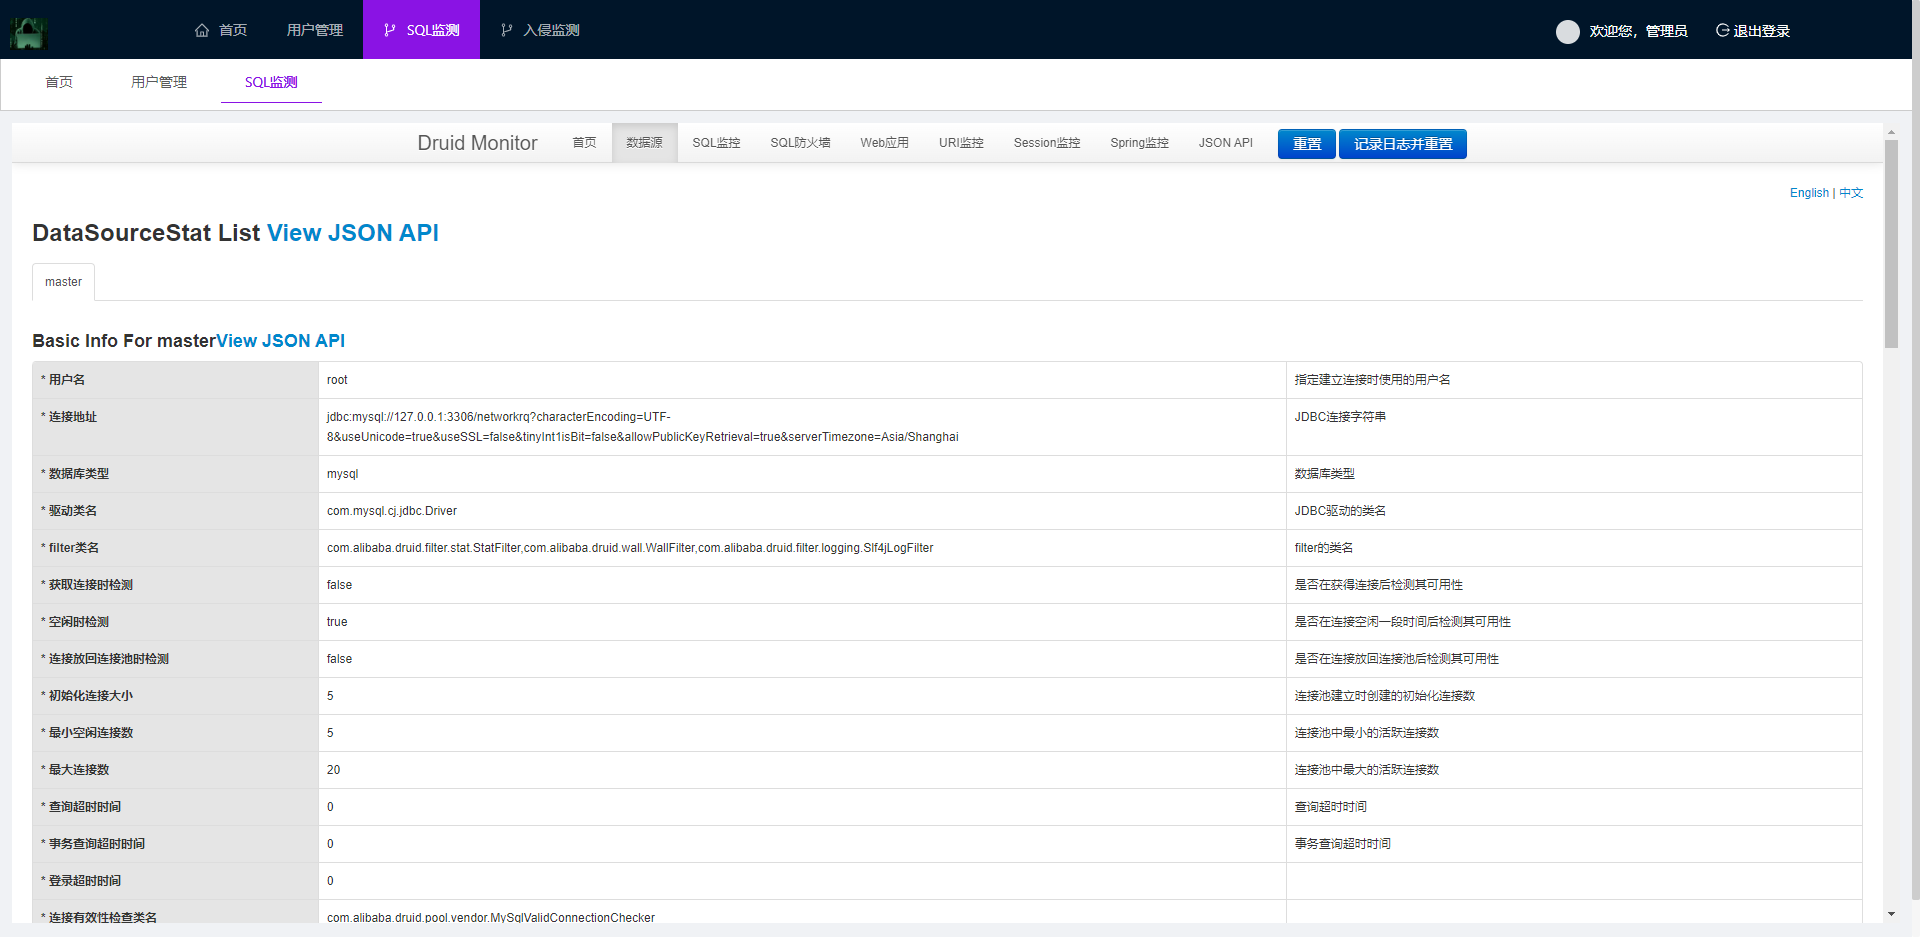 首页 用户管理 SQL监测 入侵监测 欢迎您，管理员 退出登录
首页 用户管理 SQL监测
Druid Monitor 首页 数据源 SQL监控 SQL防火墙 Web应用 URI监控 Session监控 Spring监控 JSON API 重置 记录日志并重置
English | 中文
DataSourceStat List View JSON API
master
Basic Info For masterView JSON API
* 用户名 root 指定建立连接时使用的用户名
* 连接地址 jdbc:mysql://127.0.0.1:3306/networkrq?characterEncoding=UTF- JDBC连接字符串
8&useUnicode=true&useSSL=false&tinyInt1isBit=false&allowPublicKeyRetrieval=true&serverTimezone=Asia/Shanghai
* 数据库类型 mysql 数据库类型
* 驱动类名 com.mysql.cj.jdbc.Driver JDBC驱动的类名
* filter类名 com.alibaba.druid.filter.stat.StatFilter,com.alibaba.druid.wall.WallFilter,com.alibaba.druid.filter.logging.Slf4jLogFilter filter的类名
* 获取连接时检测 false 是否在获得连接后检测其可用性
* 空闲时检测 true 是否在连接空闲一段时间后检测其可用性
* 连接放回连接池时检测 false 是否在连接放回连接池后检测其可用性
* 初始化连接大小 5 连接池建立时创建的初始化连接数
* 最小空闲连接数 5 连接池中最小的活跃连接数
* 最大连接数 20 连接池中最大的活跃连接数
* 查询超时时间 0 查询超时时间
* 事务查询超时时间 0 事务查询超时时间
* 登录超时时间 0
* 连接有效性检查类名 com.alibaba.druid.pool.vendor.MySqlValidConnectionChecker